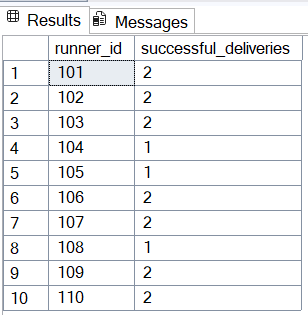 Results Messages
runner_id successful_deliveries
1 101 2
2 102 2
3 103 2
4 104 1
5 105 1
6 106 2
7 107 2
8 108 1
9 109 2
10 110 2